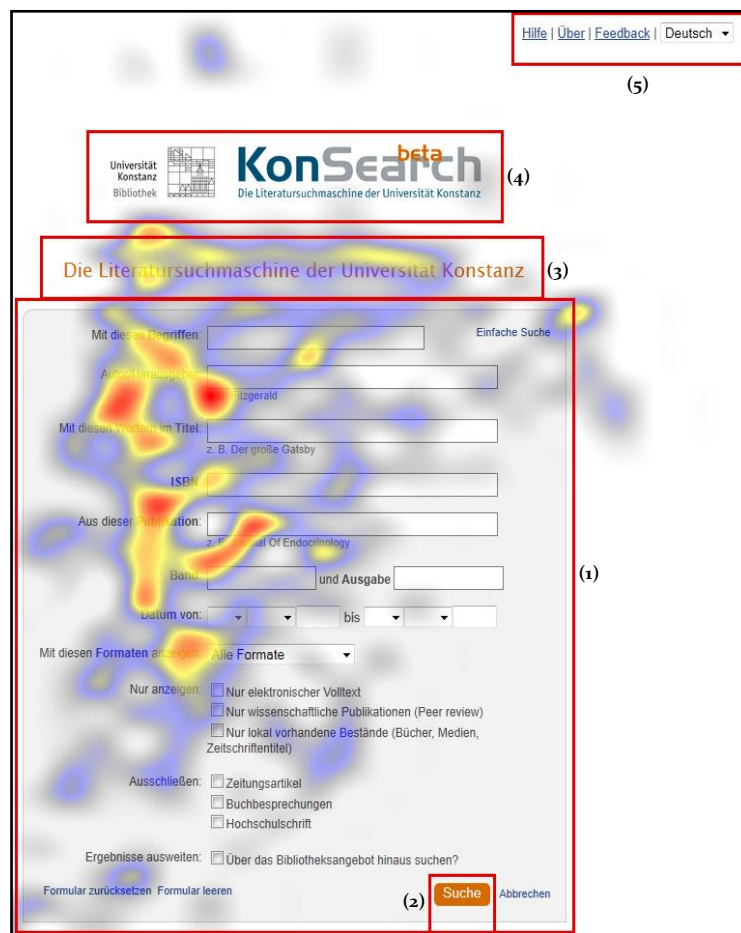 Hilfe | Über | Feedback | Deutsch
(5)
Universität
Konstanz
Bibliothek
KonSearch
beta
Die Literatursuchmaschine der Universität Konstanz
(4)
Die Literatursuchmaschine der Universität Konstanz
(3)
Mit diesen Begriffen:
Einfache Suche
Autor/Herausgeber
Fitzgerald
Mit diesen Wörtern im Titel:
z. B. Der große Gatsby
ISBN
Aus dieser Publikation:
z. B. Journal Of Endocrinology
Band
und Ausgabe
(1)
Datum von:
bis
Mit diesen Formaten anzeigen:
Alle Formate
Nur anzeigen:
Nur elektronischer Volltext
Nur wissenschaftliche Publikationen (Peer review)
Nur lokal vorhandene Bestände (Bücher, Medien,
Zeitschriftentitel)
Ausschließen:
Zeitungsartikel
Buchbesprechungen
Hochschulschrift
Ergebnisse ausweiten:
Über das Bibliotheksangebot hinaus suchen?
Formular zurücksetzen Formular leeren
(2)
Suche
Abbrechen